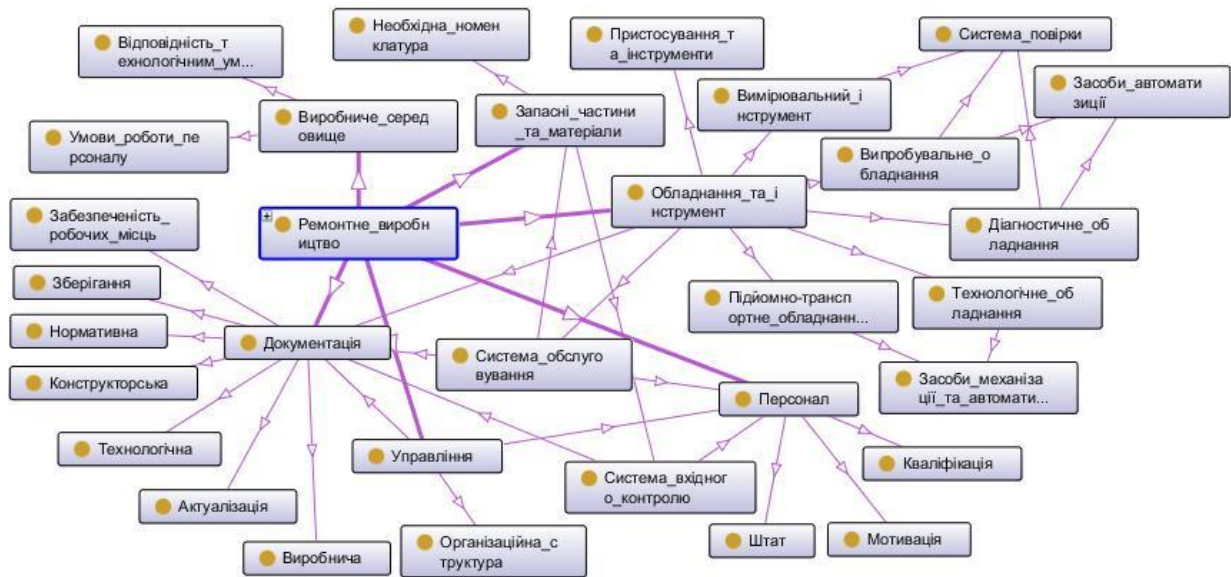 Відповідність_т
ехнологічним_ум...
Необхідна_номен
клатура
Пристосування_т
а_інструменти
Система_повірки
Засоби_автомати
зиції
Виробниче_серед
овище
Запасні_частини
_та_матеріали
Вимірювальний_і
нструмент
Умови_роботи_пе
рсоналу
Випробувальне_о
бладнання
Забезпеченість_
робочих_місць
Ремонтне_виробн
ицтво
Обладнання_та_і
нструмент
Діагностичне_об
ладнання
Зберігання
Підйомно-трансп
ортне_обладнанн...
Технологічне_об
ладнання
Нормативна
Документація
Система_обслуго
вування
Конструкторська
Персонал
Засоби_механіза
ції_та_автомати...
Технологічна
Управління
Система_вхідног
о_контролю
Кваліфікація
Актуалізація
Виробнича
Організаційна_с
труктура
Штат
Мотивація